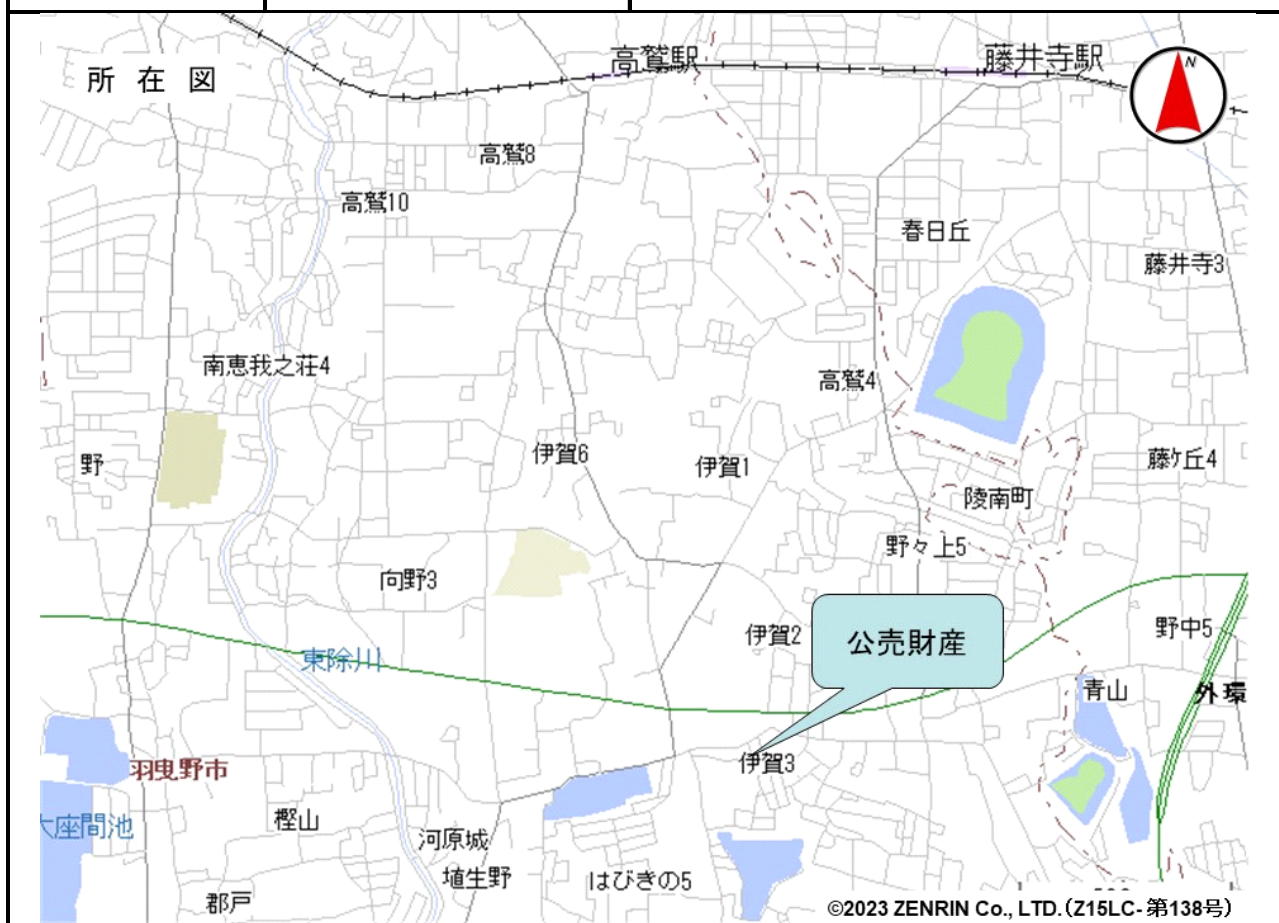 高鷲駅
藤井寺駅
N
所 在 図
高鷲8
高鷲10
春日丘
藤井寺3
南恵我之荘4
高鷲4
野
伊賀6
伊賀1
藤ケ丘4
陵南町
野々上5
向野3
伊賀2
公売財産
野中5
東除川
青山
外環
伊賀3
羽曳野市
大座間池
樫山
河原城
埴生野
はびきの5
郡戸
©2023 ZENRIN Co., LTD.(Z15LC-第138号)